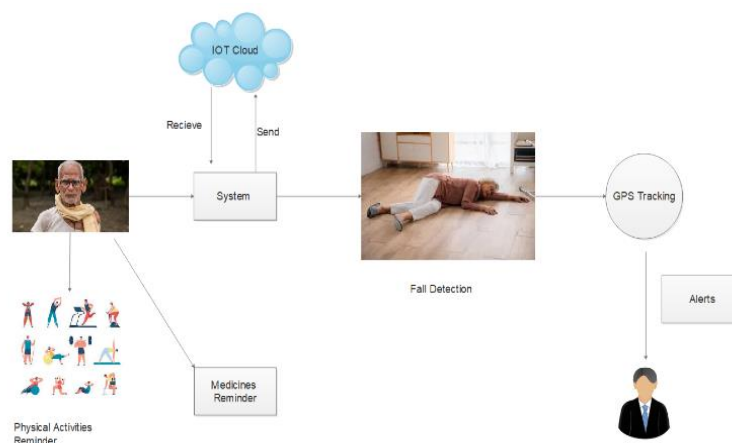 IOT Cloud
Recieve
Send
System
GPS Tracking
Fall Detection
Alerts
Medicines
Reminder
Physical Activities
Reminder